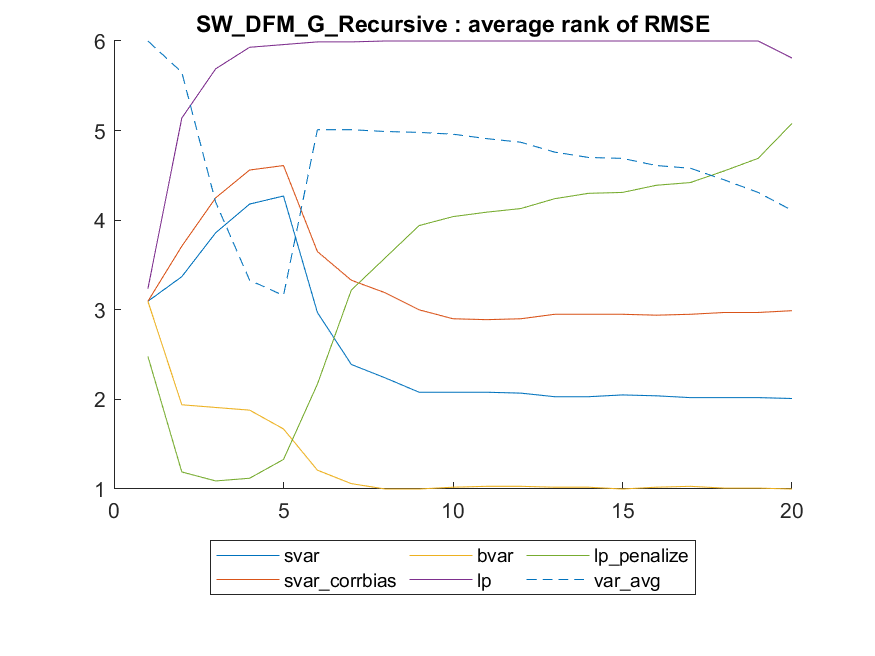 SW_DFM_G_Recursive : average rank of RMSE
6
5
4
3
2
1
0 5 10 15 20
svar bvar lp_penalize
svar_corrbias lp var_avg